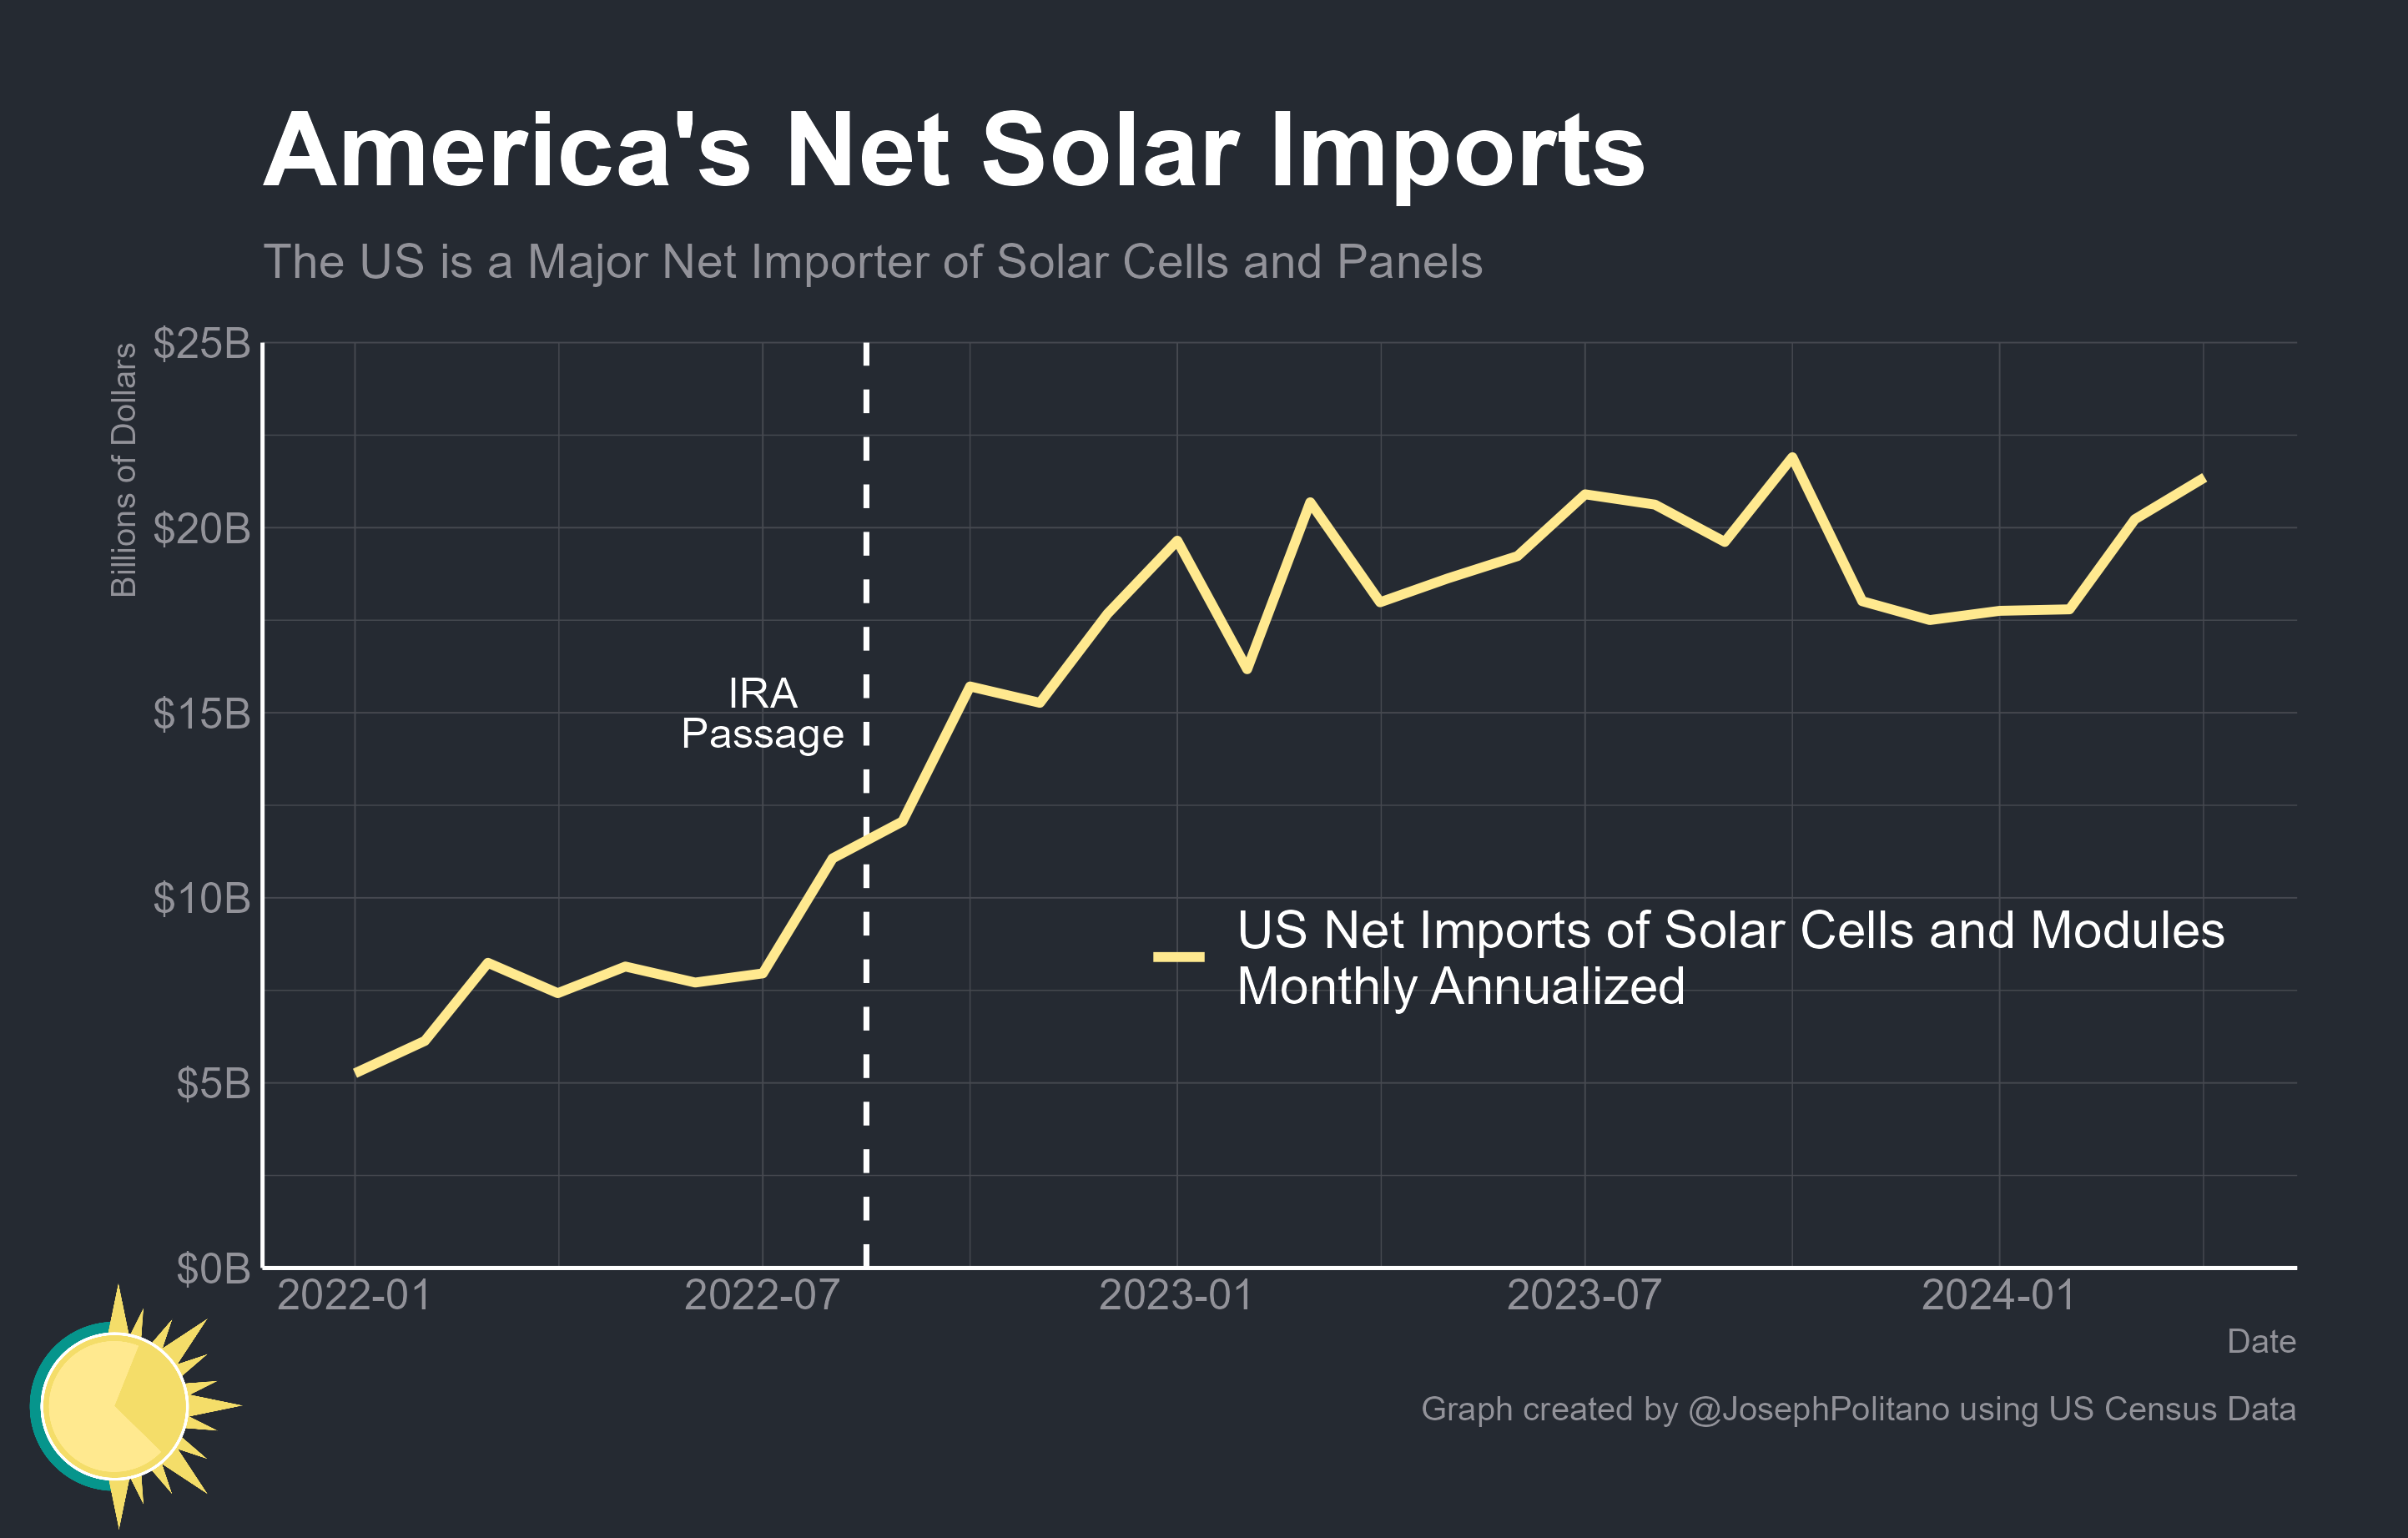 America's Net Solar Imports
The US is a Major Net Importer of Solar Cells and Panels
Billions of Dollars
$25B
$20B
$15B
$10B
$5B
$0B
IRA
Passage
US Net Imports of Solar Cells and Modules
Monthly Annualized
2022-01
2022-07
2023-01
2023-07
2024-01
Date
Graph created by @JosephPolitano using US Census Data